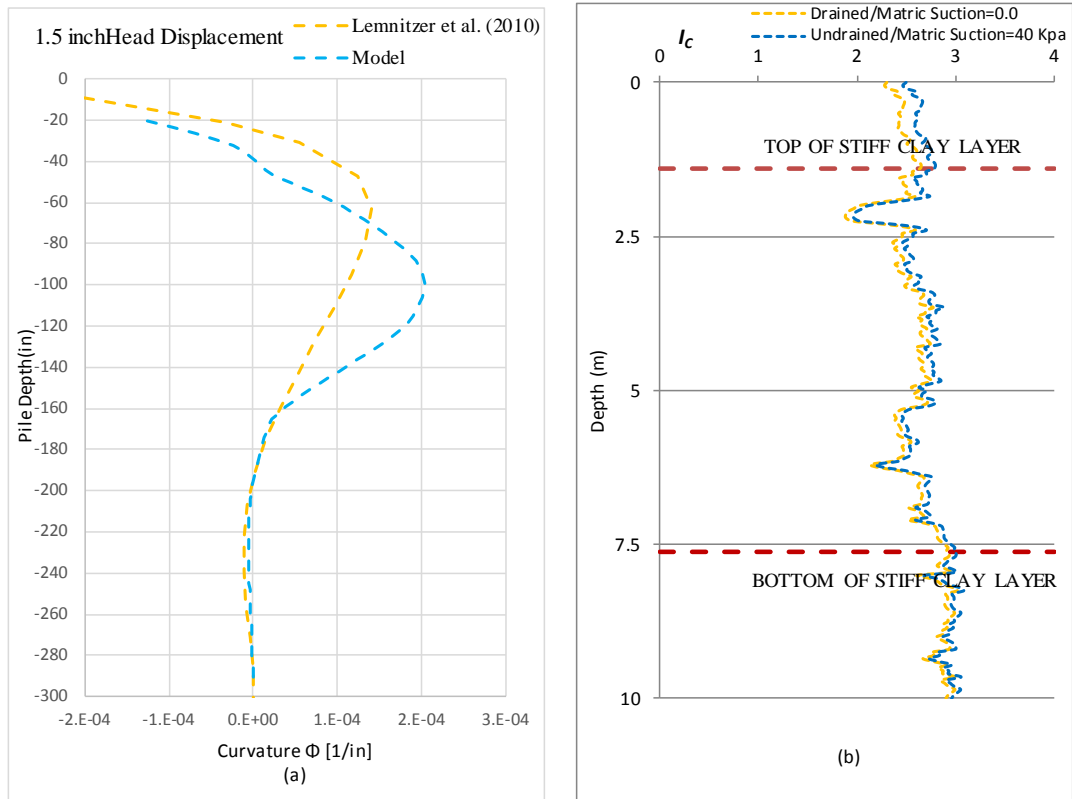 1.5 inchHead Displacement
Lemnitzer et al. (2010)
Model
0
-20
-40
-60
-80
-100
-120
-140
-160
-180
-200
-220
-240
-260
-280
-300
Pile Depth(in)
-2.E-04
-1.E-04
0.E+00
1.E-04
2.E-04
3.E-04
Curvature Φ [1/in]
(a)
Drained/Matric Suction=0.0
Undrained/Matric Suction=40 Kpa
IC
0
1
2
3
4
0
2.5
5
7.5
10
Depth (m)
TOP OF STIFF CLAY LAYER
BOTTOM OF STIFF CLAY LAYER
(b)